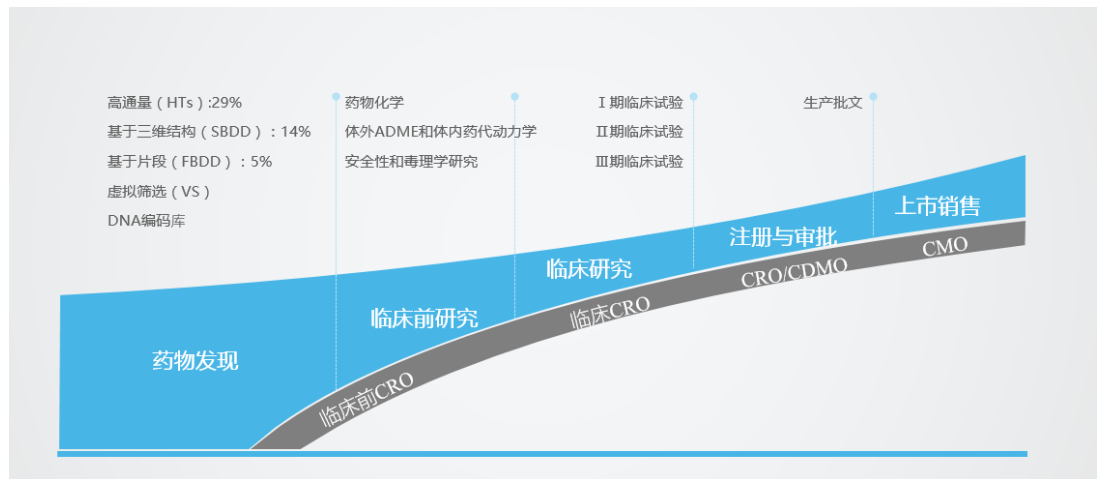 高通量（HTs）:29%
基于三维结构（SBDD）：14%
基于片段（FBDD）：5%
虚拟筛选（VS）
DNA编码库
药物化学
体外ADME和体内药代动力学
安全性和毒理学研究
Ⅰ期临床试验
Ⅱ期临床试验
Ⅲ期临床试验
生产批文
药物发现
临床前研究
临床研究
注册与审批
上市销售
临床前CRO
临床CRO
CRO/CDMO
CMO